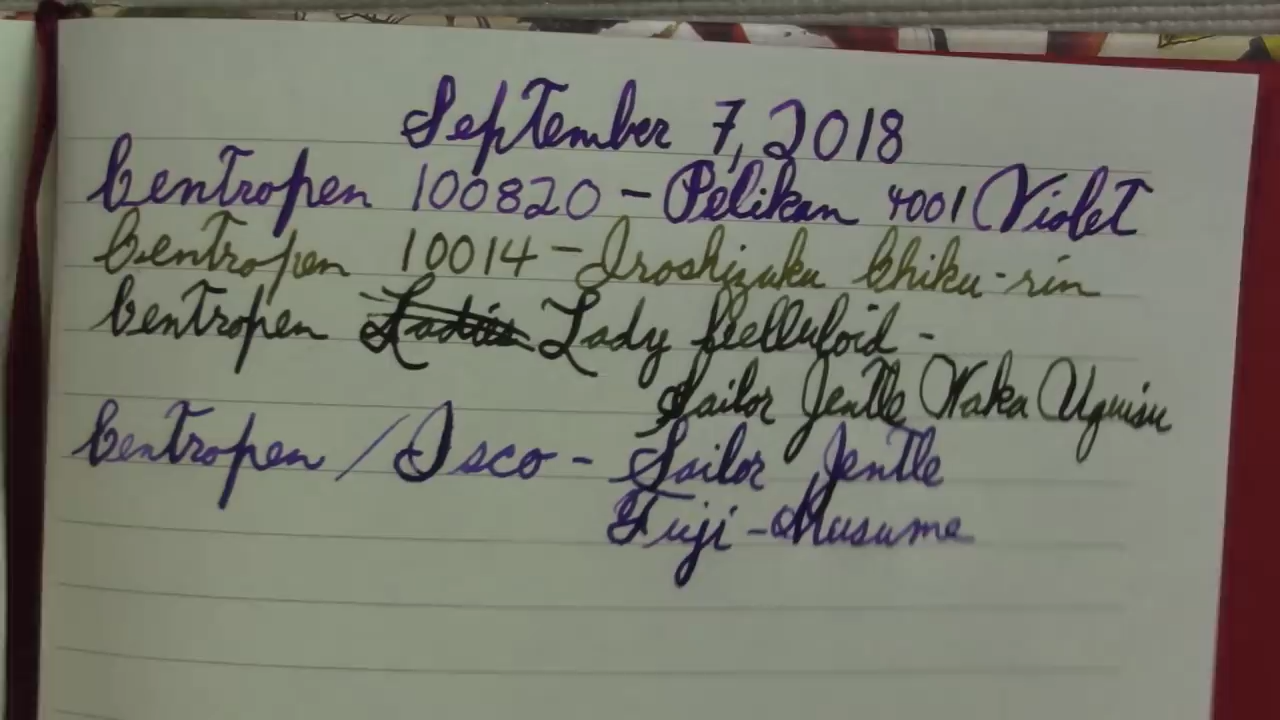 September 7, 2018
Centropen 100820 - Pelikan 4001 Violet
Centropen 10014 - Iroshizuku Chiku-rin
Centropen Ladies Lady Celluloid -
Sailor Jentle Waka Uguisu
Centropen / Isco - Sailor Jentle
Fuji-Musume